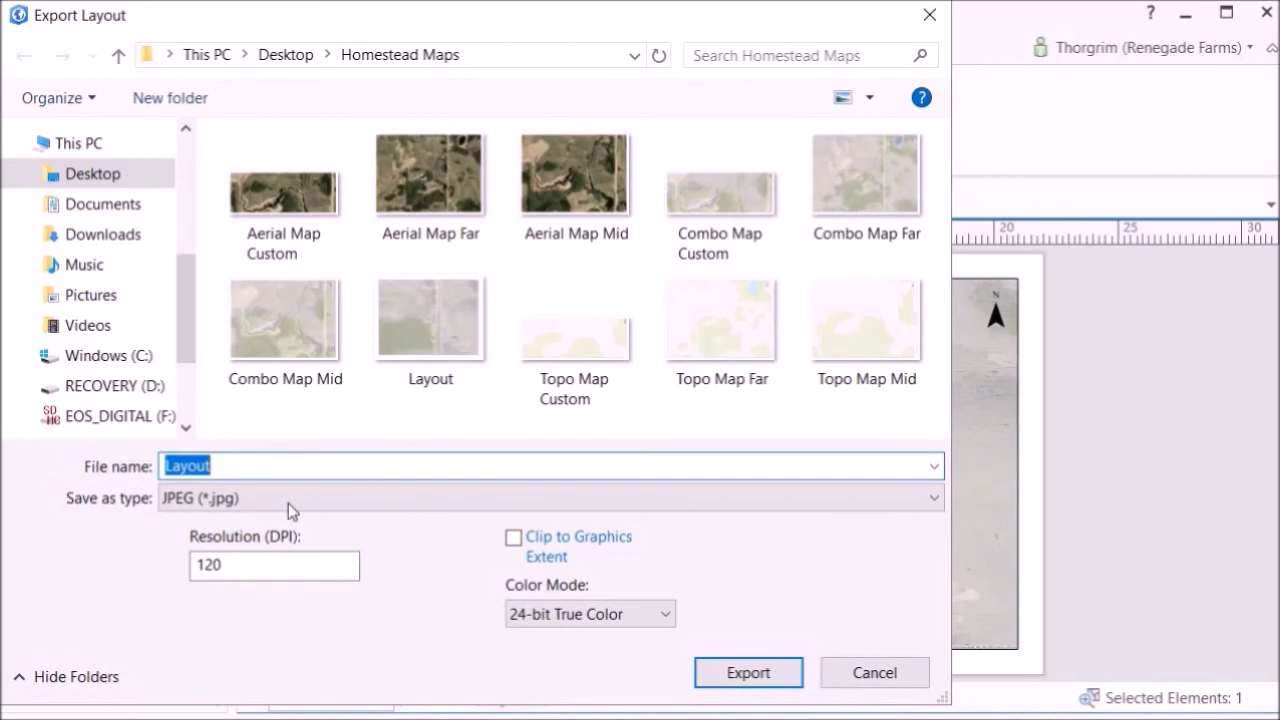 Export Layout
Thorgrim (Renegade Farms)
This PC > Desktop > Homestead Maps
Search Homestead Maps
Organize
New folder
This PC
Desktop
Documents
Downloads
Music
Pictures
Videos
Windows (C:)
RECOVERY (D:)
EOS_DIGITAL (F:)
Aerial Map
Custom
Aerial Map Far
Aerial Map Mid
Combo Map
Custom
Combo Map Far
Combo Map Mid
Layout
Topo Map
Custom
Topo Map Far
Topo Map Mid
20 25 30
N
File name: Layout
Save as type: JPEG (*.jpg)
Resolution (DPI):
120
Clip to Graphics
Extent
Color Mode:
24-bit True Color
Hide Folders
Export
Cancel
Selected Elements: 1